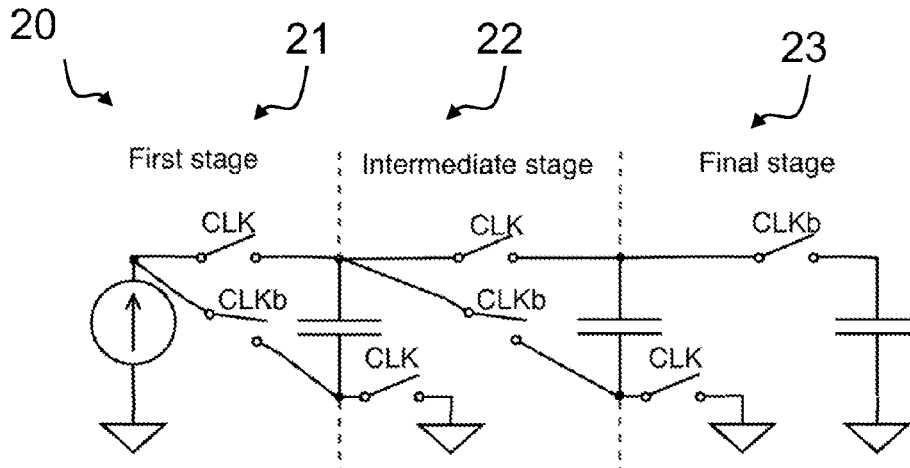 20
21
22
23
First stage
Intermediate stage
Final stage
CLK
CLK
CLKb
CLKb
CLKb
CLK
CLK